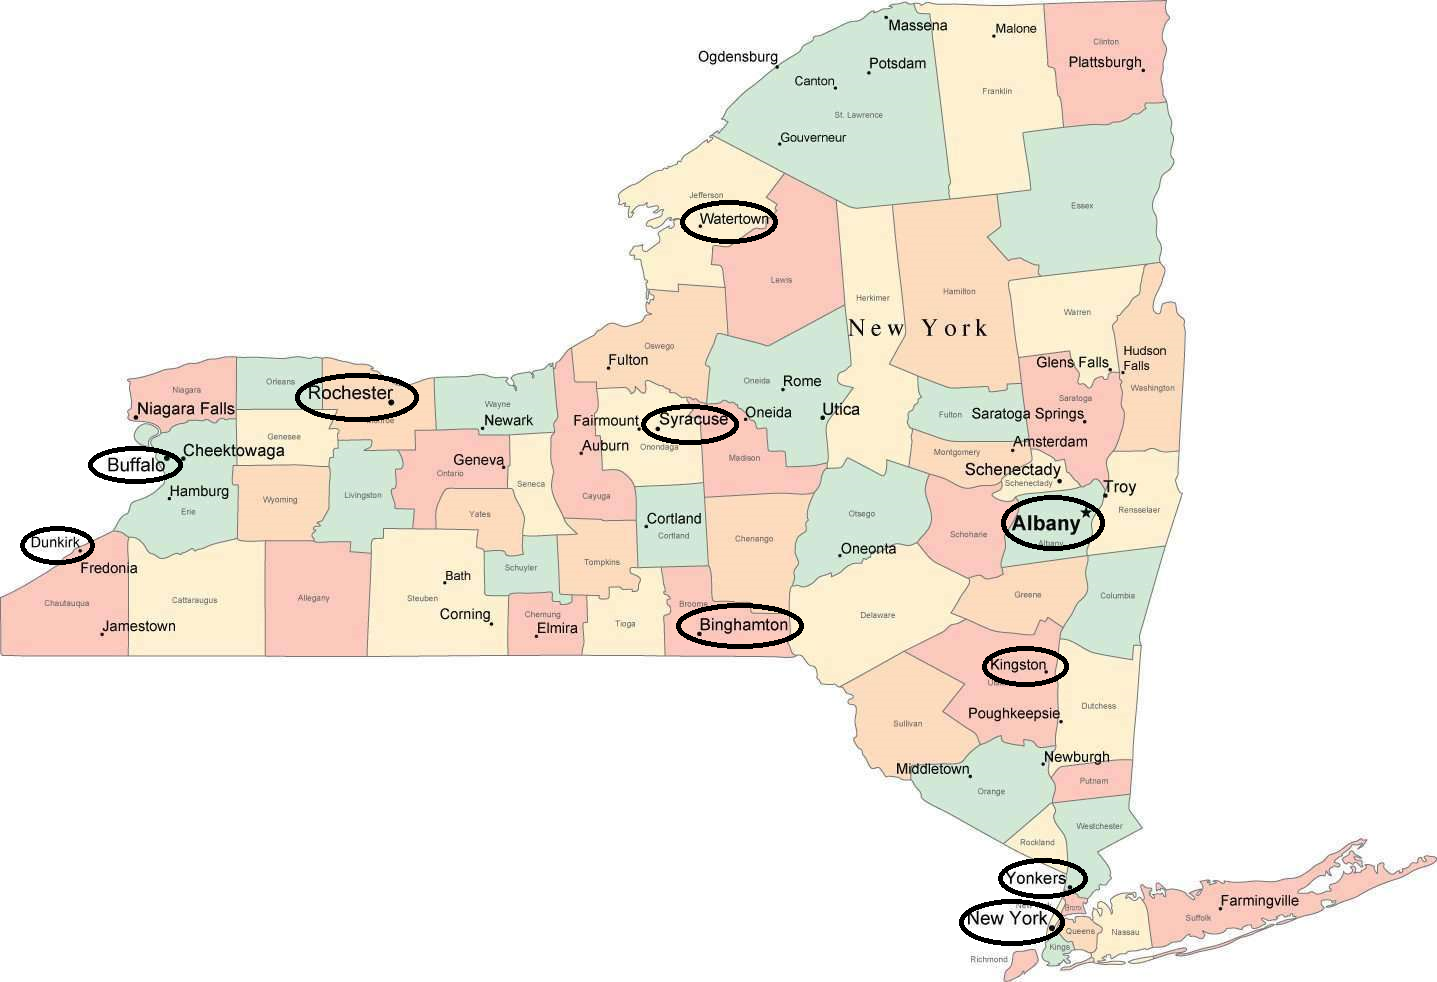 Massena
Malone
Clinton
Plattsburgh
Ogdensburg
Potsdam
Canton
Franklin
St. Lawrence
Gouverneur
Jefferson
Watertown
Essex
Lewis
Herkimer
Hamilton
New York
Warren
Oswego
Fulton
Glens Falls
Hudson
Falls
Washington
Niagara
Orleans
Rochester
Monroe
Niagara Falls
Wayne
Newark
Oneida
Rome
Utica
Oneida
Fairmount
Syracuse
Onondaga
Auburn
Saratoga
Fulton
Saratoga Springs
Amsterdam
Montgomery
Schenectady
Schenectady
Troy
Rensselaer
Genesee
Buffalo
Cheektowaga
Hamburg
Erie
Wyoming
Livingston
Geneva
Ontario
Seneca
Yates
Cayuga
Madison
Cortland
Cortland
Chenango
Otsego
Oneonta
Schoharie
Albany
Albany
Dunkirk
Fredonia
Chautauqua
Jamestown
Cattaraugus
Allegany
Bath
Steuben
Corning
Schuyler
Chemung
Elmira
Tompkins
Tioga
Broome
Binghamton
Delaware
Greene
Columbia
Kingston
Poughkeepsie
Dutchess
Sullivan
Newburgh
Middletown
Orange
Putnam
Rockland
Westchester
Yonkers
New York
Bronx
Queens
Nassau
Kings
Richmond
Suffolk
Farmingville